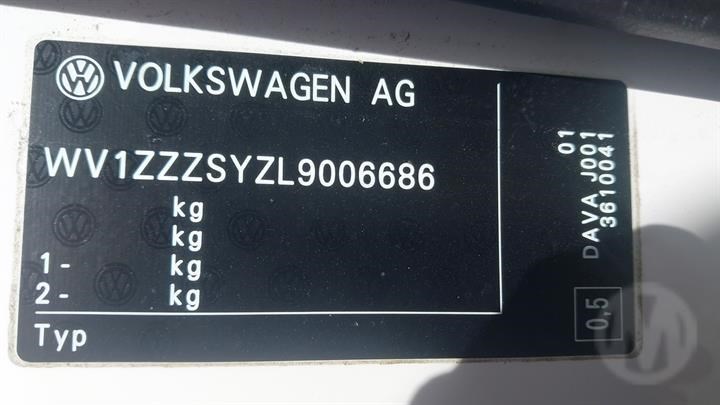 VOLKSWAGEN AG
WV1ZZZSYZL9006686
kg
kg
1- kg
2- kg
Typ
01
DAVA J001
3610041
0,5